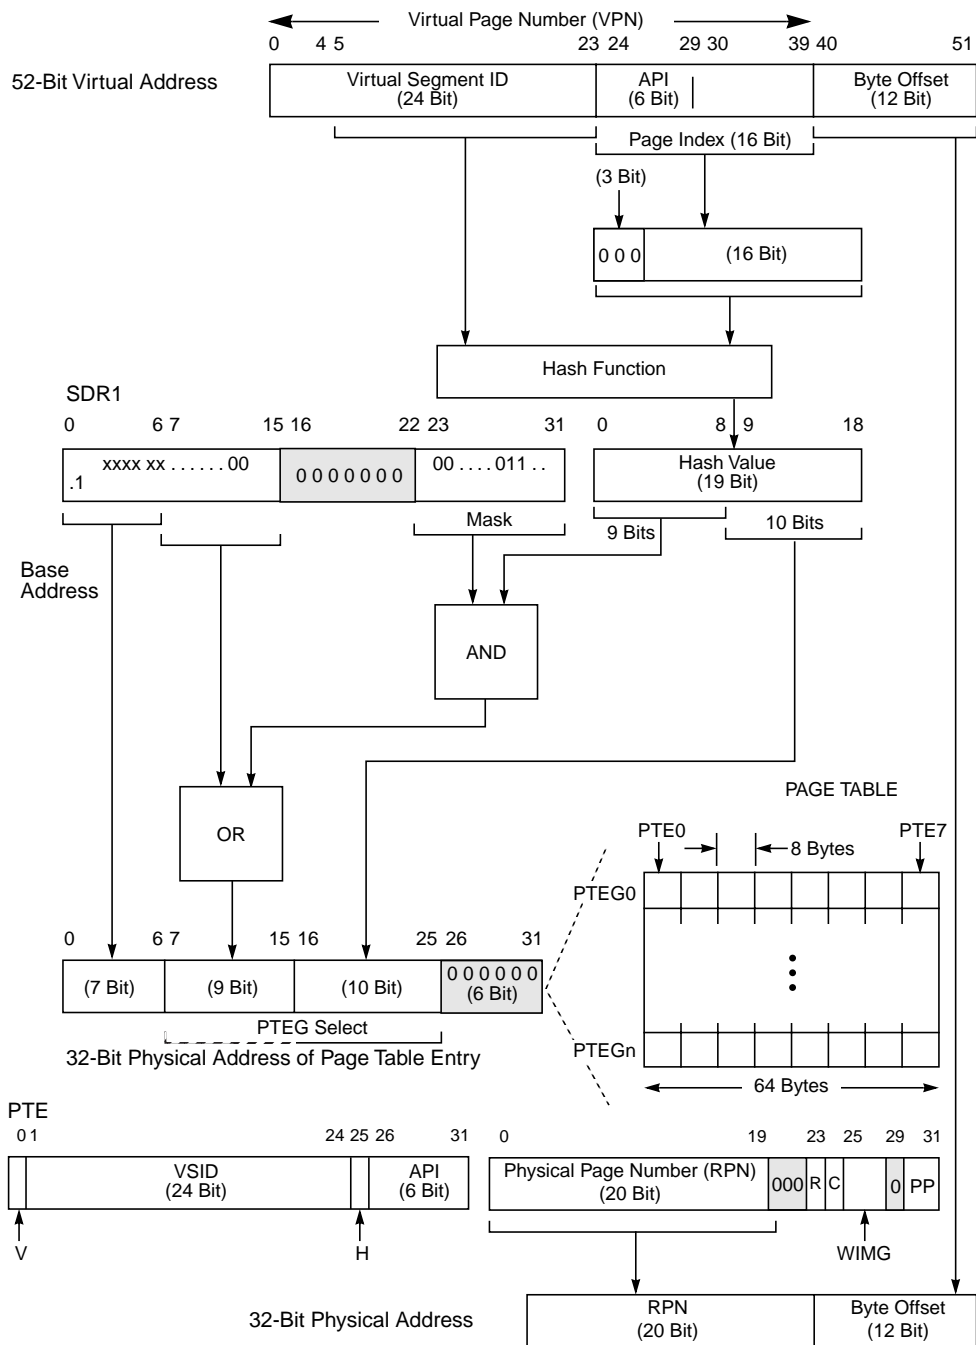 Virtual Page Number (VPN)
0 4 5 23 24 29 30 39 40 51
52-Bit Virtual Address
Virtual Segment ID
(24 Bit)
API
(6 Bit)
Byte Offset
(12 Bit)
Page Index (16 Bit)
(3 Bit)
0 0 0
(16 Bit)
Hash Function
SDR1
0 6 7 15 16 22 23 31
0 8 9 18
xxxx xx . . . . . . 00
.1
0 0 0 0 0 0 0
00 . . . . 011 . .
Hash Value
(19 Bit)
Mask
9 Bits
10 Bits
Base
Address
AND
OR
PAGE TABLE
PTE0
8 Bytes
PTE7
PTEG0
0 6 7 15 16 25 26 31
(7 Bit)
(9 Bit)
(10 Bit)
0 0 0 0 0 0
(6 Bit)
PTEG Select
32-Bit Physical Address of Page Table Entry
PTEGn
64 Bytes
PTE
0 1 24 25 26 31
0 19 23 25 29 31
VSID
(24 Bit)
API
(6 Bit)
Physical Page Number (RPN)
(20 Bit)
000
R
C
0
PP
V
H
WIMG
32-Bit Physical Address
RPN
(20 Bit)
Byte Offset
(12 Bit)